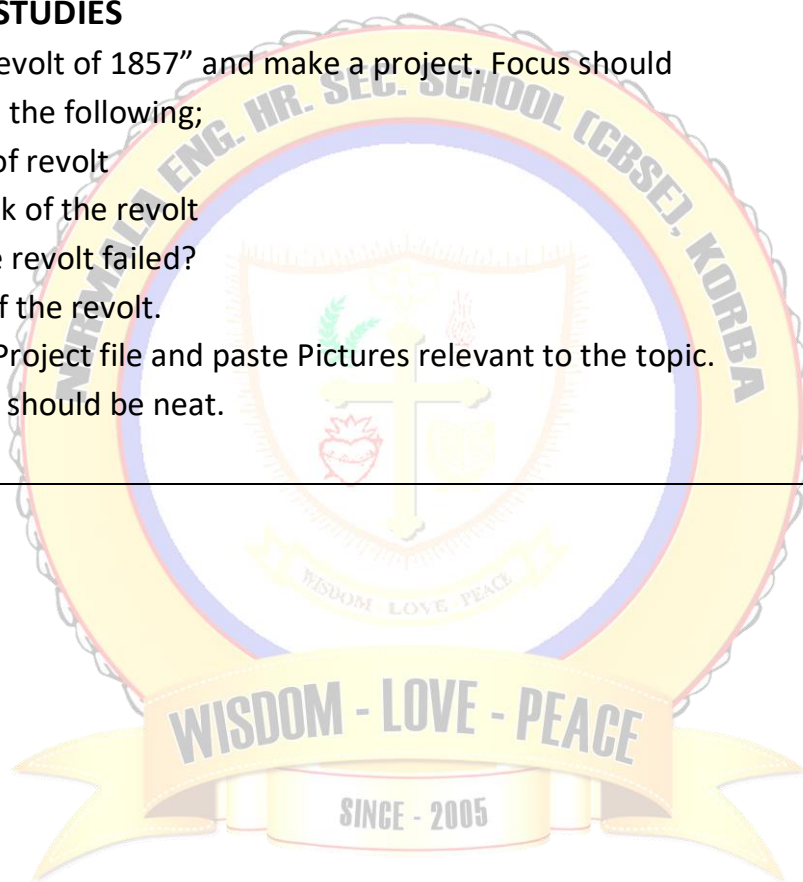 STUDIES
evolt of 1857” and make a project. Focus should
the following;
of revolt
k of the revolt
e revolt failed?
f the revolt.
Project file and paste Pictures relevant to the topic.
should be neat.
NIRMALA ENG. HR. SEC. SCHOOL (CBSE), KORBA
WISDOM LOVE PEACE
WISDOM - LOVE - PEACE
SINCE - 2005